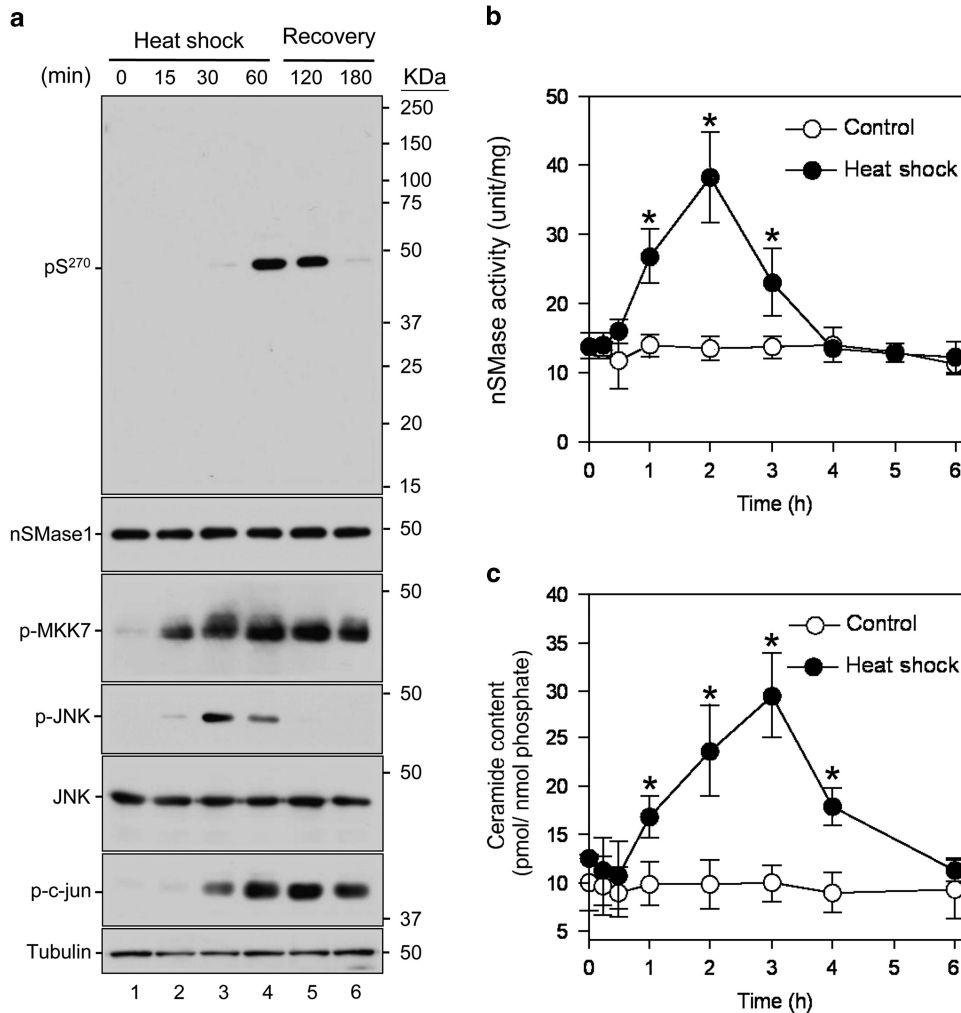 a
Heat shock Recovery
(min) 0 15 30 60 120 180 KDa
250
150
100
75
50
pS270
37
25
20
15
nSMase1 50
50
p-MKK7
50
p-JNK
50
JNK
p-c-jun
37
Tubulin 50
1 2 3 4 5 6
b
nSMase activity (unit/mg)
50
40
30
20
10
0
Control
Heat shock
*
*
*
0 1 2 3 4 5 6
Time (h)
c
Ceramide content
(pmol/ nmol phosphate)
40
35
30
25
20
15
10
5
Control
Heat shock
*
*
*
*
0 1 2 3 4 5 6
Time (h)